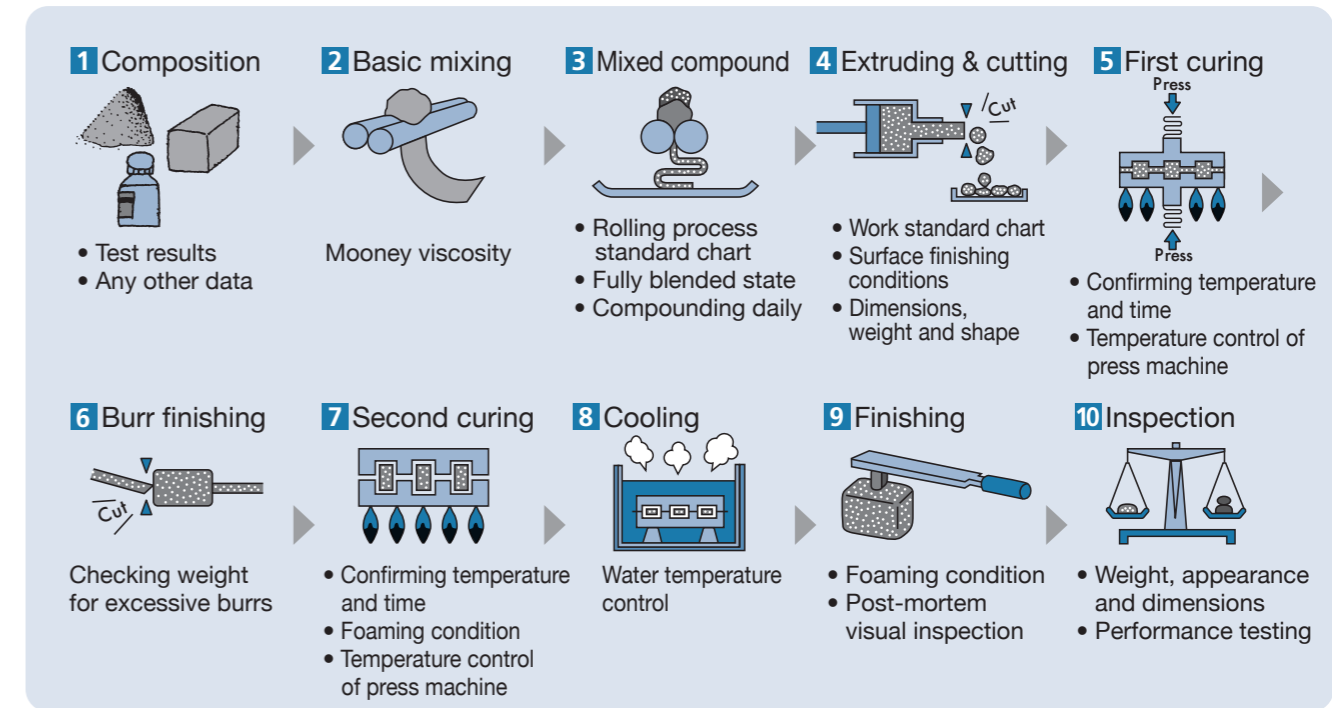 1 Composition
• Test results
• Any other data
2 Basic mixing
Mooney viscosity
3 Mixed compound
• Rolling process
standard chart
• Fully blended state
• Compounding daily
4 Extruding & cutting
Cut
• Work standard chart
• Surface finishing
conditions
• Dimensions,
weight and shape
5 First curing
Press
Press
• Confirming temperature
and time
• Temperature control of
press machine
6 Burr finishing
Cut
Checking weight
for excessive burrs
7 Second curing
• Confirming temperature
and time
• Foaming condition
• Temperature control
of press machine
8 Cooling
Water temperature
control
9 Finishing
• Foaming condition
• Post-mortem
visual inspection
10 Inspection
• Weight, appearance
and dimensions
• Performance testing